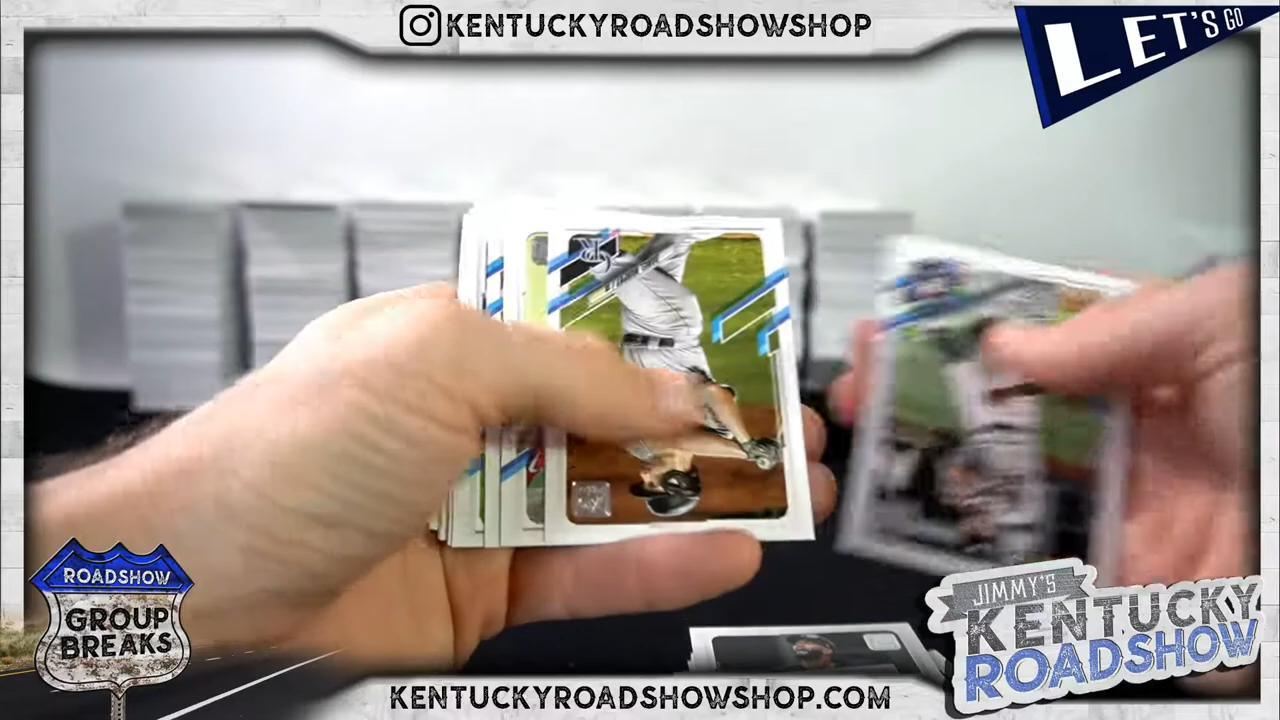 KENTUCKYROADSHOWSHOP
LET'S GO
ROADSHOW
GROUP
BREAKS
JIMMY'S
KENTUCKY
ROADSHOW
KENTUCKYROADSHOWSHOP.COM